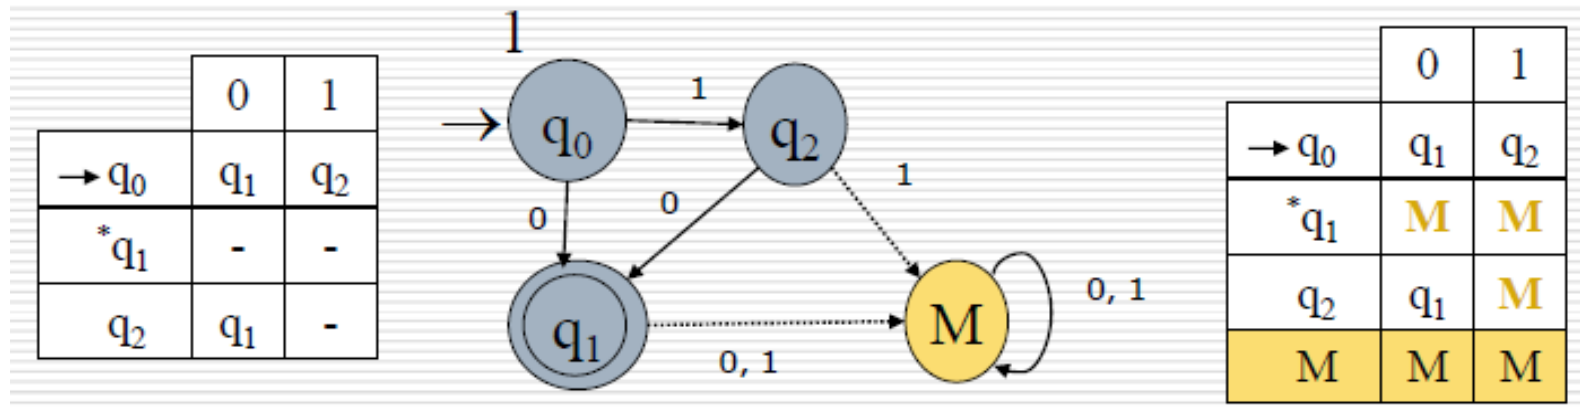 0 1
→ q0 q1 q2
*q1 - -
q2 q1 -
1
→ q0
1
q2
0
0
1
q1
0, 1
M
0, 1
0 1
→ q0 q1 q2
*q1 M M
q2 q1 M
M M M